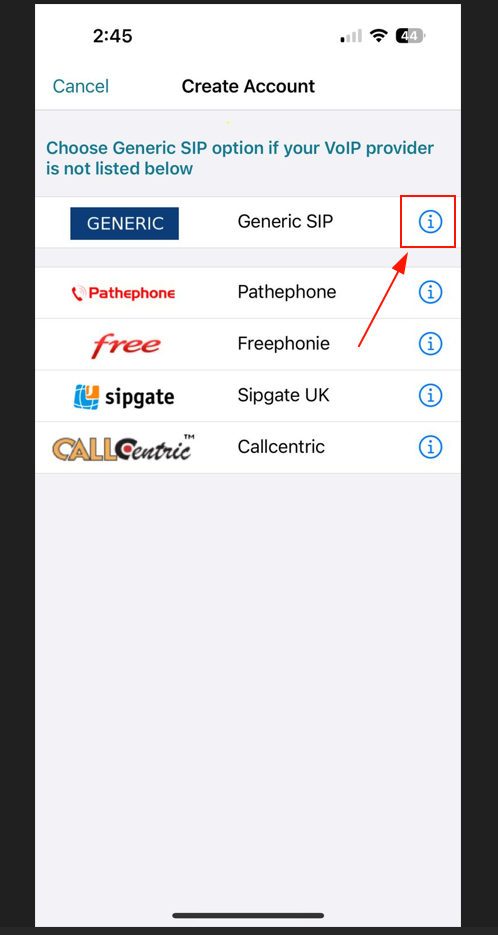 2:45
44
Cancel
Create Account
Choose Generic SIP option if your VoIP provider
is not listed below
GENERIC
Generic SIP
Pathephone
Pathephone
free
Freephonie
sipgate
Sipgate UK
CALLCentric™
Callcentric